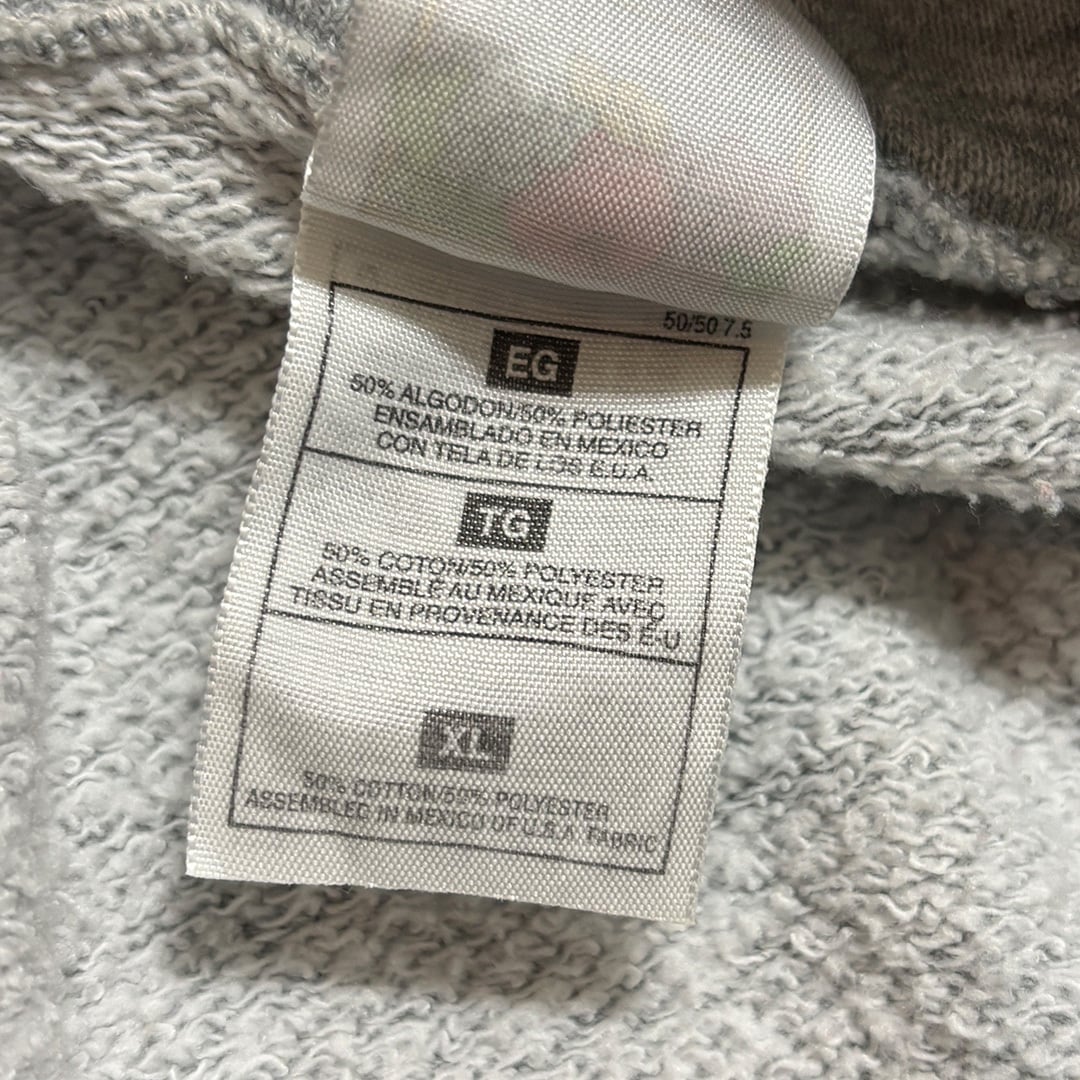 50/50 7.5
EG
50% ALGODON/50% POLIESTER
ENSAMBLADO EN MEXICO
CON TELA DE LOS E.U.A.
TG
50% COTON/50% POLYESTER
ASSEMBLÉ AU MEXIQUE AVEC
TISSU EN PROVENANCE DES É-U
XL
50% COTTON/50% POLYESTER
ASSEMBLED IN MEXICO OF U.S.A. FABRIC